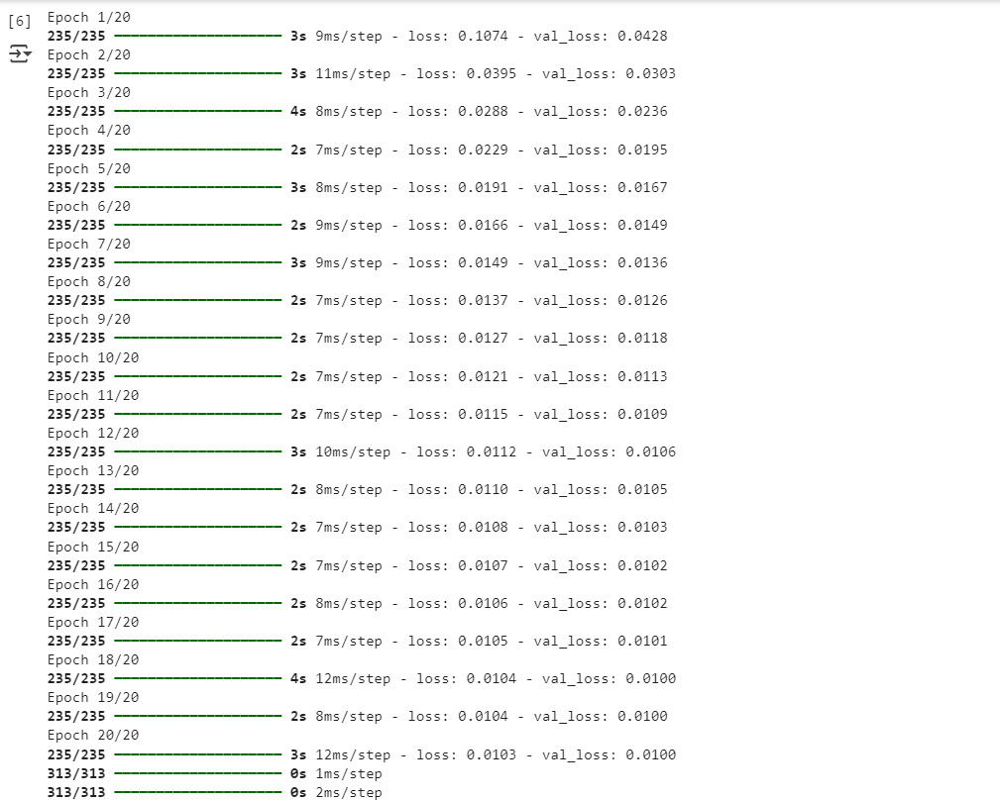 [6]
Epoch 1/20
235/235 ━━━━━━━━━━━━━━━━━━━━ 3s 9ms/step - loss: 0.1074 - val_loss: 0.0428
Epoch 2/20
235/235 ━━━━━━━━━━━━━━━━━━━━ 3s 11ms/step - loss: 0.0395 - val_loss: 0.0303
Epoch 3/20
235/235 ━━━━━━━━━━━━━━━━━━━━ 4s 8ms/step - loss: 0.0288 - val_loss: 0.0236
Epoch 4/20
235/235 ━━━━━━━━━━━━━━━━━━━━ 2s 7ms/step - loss: 0.0229 - val_loss: 0.0195
Epoch 5/20
235/235 ━━━━━━━━━━━━━━━━━━━━ 3s 8ms/step - loss: 0.0191 - val_loss: 0.0167
Epoch 6/20
235/235 ━━━━━━━━━━━━━━━━━━━━ 2s 9ms/step - loss: 0.0166 - val_loss: 0.0149
Epoch 7/20
235/235 ━━━━━━━━━━━━━━━━━━━━ 3s 9ms/step - loss: 0.0149 - val_loss: 0.0136
Epoch 8/20
235/235 ━━━━━━━━━━━━━━━━━━━━ 2s 7ms/step - loss: 0.0137 - val_loss: 0.0126
Epoch 9/20
235/235 ━━━━━━━━━━━━━━━━━━━━ 2s 7ms/step - loss: 0.0127 - val_loss: 0.0118
Epoch 10/20
235/235 ━━━━━━━━━━━━━━━━━━━━ 2s 7ms/step - loss: 0.0121 - val_loss: 0.0113
Epoch 11/20
235/235 ━━━━━━━━━━━━━━━━━━━━ 2s 7ms/step - loss: 0.0115 - val_loss: 0.0109
Epoch 12/20
235/235 ━━━━━━━━━━━━━━━━━━━━ 3s 10ms/step - loss: 0.0112 - val_loss: 0.0106
Epoch 13/20
235/235 ━━━━━━━━━━━━━━━━━━━━ 2s 8ms/step - loss: 0.0110 - val_loss: 0.0105
Epoch 14/20
235/235 ━━━━━━━━━━━━━━━━━━━━ 2s 7ms/step - loss: 0.0108 - val_loss: 0.0103
Epoch 15/20
235/235 ━━━━━━━━━━━━━━━━━━━━ 2s 7ms/step - loss: 0.0107 - val_loss: 0.0102
Epoch 16/20
235/235 ━━━━━━━━━━━━━━━━━━━━ 2s 8ms/step - loss: 0.0106 - val_loss: 0.0102
Epoch 17/20
235/235 ━━━━━━━━━━━━━━━━━━━━ 2s 7ms/step - loss: 0.0105 - val_loss: 0.0101
Epoch 18/20
235/235 ━━━━━━━━━━━━━━━━━━━━ 4s 12ms/step - loss: 0.0104 - val_loss: 0.0100
Epoch 19/20
235/235 ━━━━━━━━━━━━━━━━━━━━ 2s 8ms/step - loss: 0.0104 - val_loss: 0.0100
Epoch 20/20
235/235 ━━━━━━━━━━━━━━━━━━━━ 3s 12ms/step - loss: 0.0103 - val_loss: 0.0100
313/313 ━━━━━━━━━━━━━━━━━━━━ 0s 1ms/step
313/313 ━━━━━━━━━━━━━━━━━━━━ 0s 2ms/step